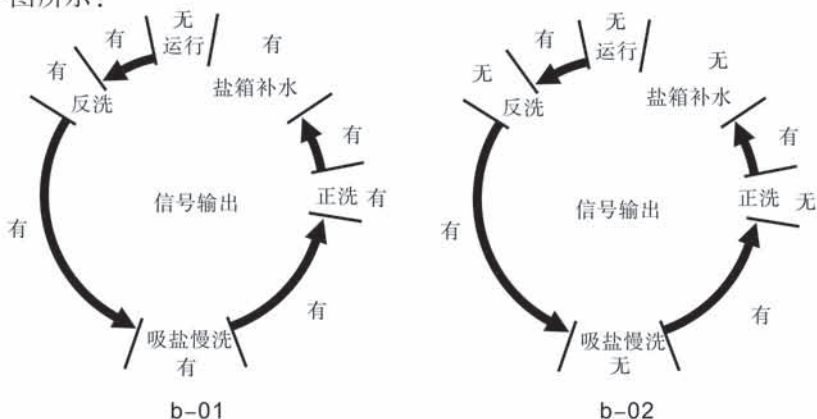 图所示：
无
运行
有
有
有
反洗
盐箱补水
有
信号输出
正洗 有
有
有
吸盐慢洗
有
b-01
无
运行
有
无
无
反洗
盐箱补水
有
信号输出
正洗 无
有
有
吸盐慢洗
无
b-02